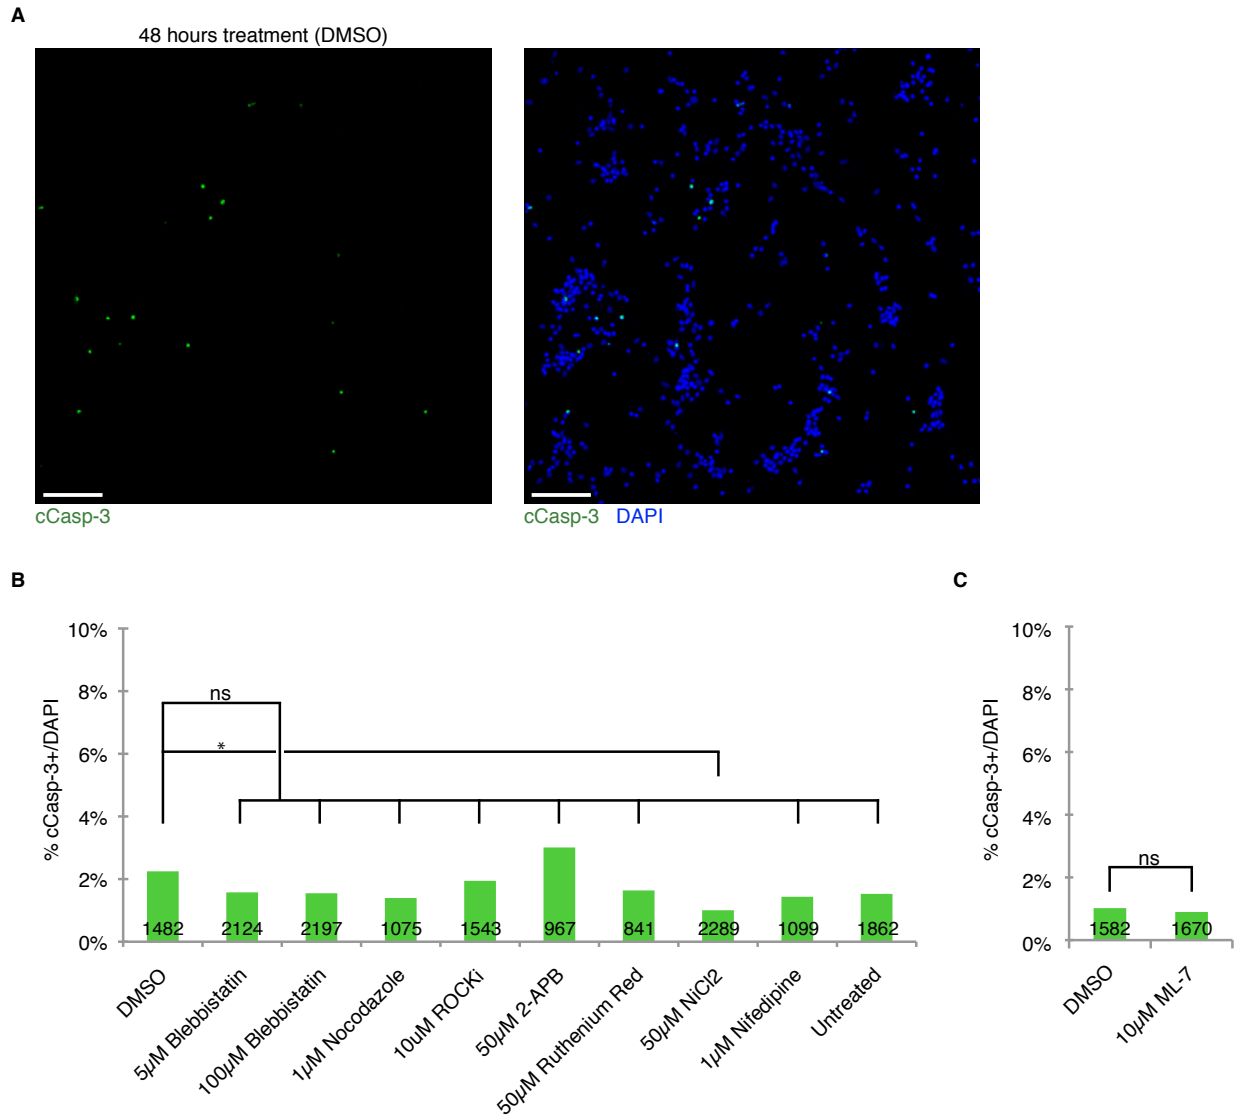 A
48 hours treatment (DMSO)
cCasp-3
cCasp-3 DAPI
B
% cCasp-3+/DAPI
10%
8%
6%
4%
2%
0%
ns
*
1482 2124 2197 1075 1543 967 841 2289 1099 1862
DMSO
5µM Blebbistatin
100µM Blebbistatin
1µM Nocodazole
10uM ROCKi
50µM 2-APB
50µM Ruthenium Red
50µM NiCl2
1µM Nifedipine
Untreated
C
% cCasp-3+/DAPI
10%
8%
6%
4%
2%
0%
ns
1582 1670
DMSO
10µM ML-7